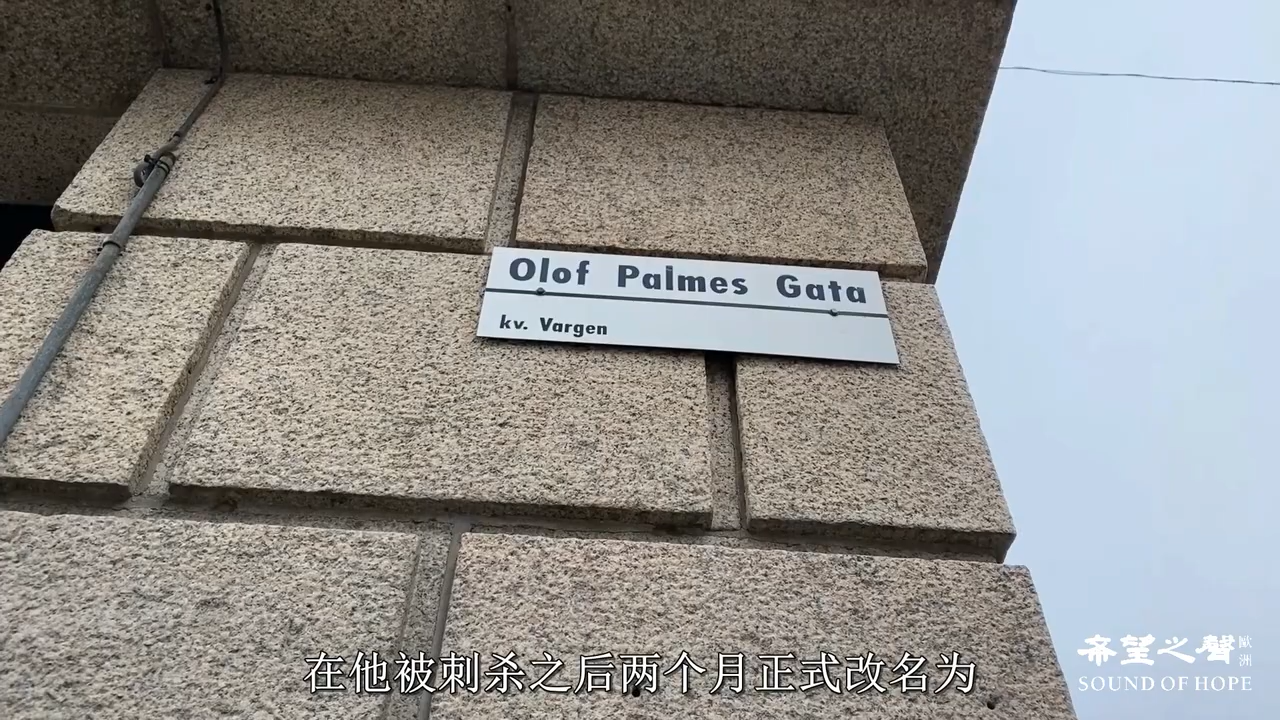 Olof Palmes Gata
kv. Vargen
在他被刺杀之后两个月正式改名为
希望之聲
歐洲
SOUND OF HOPE